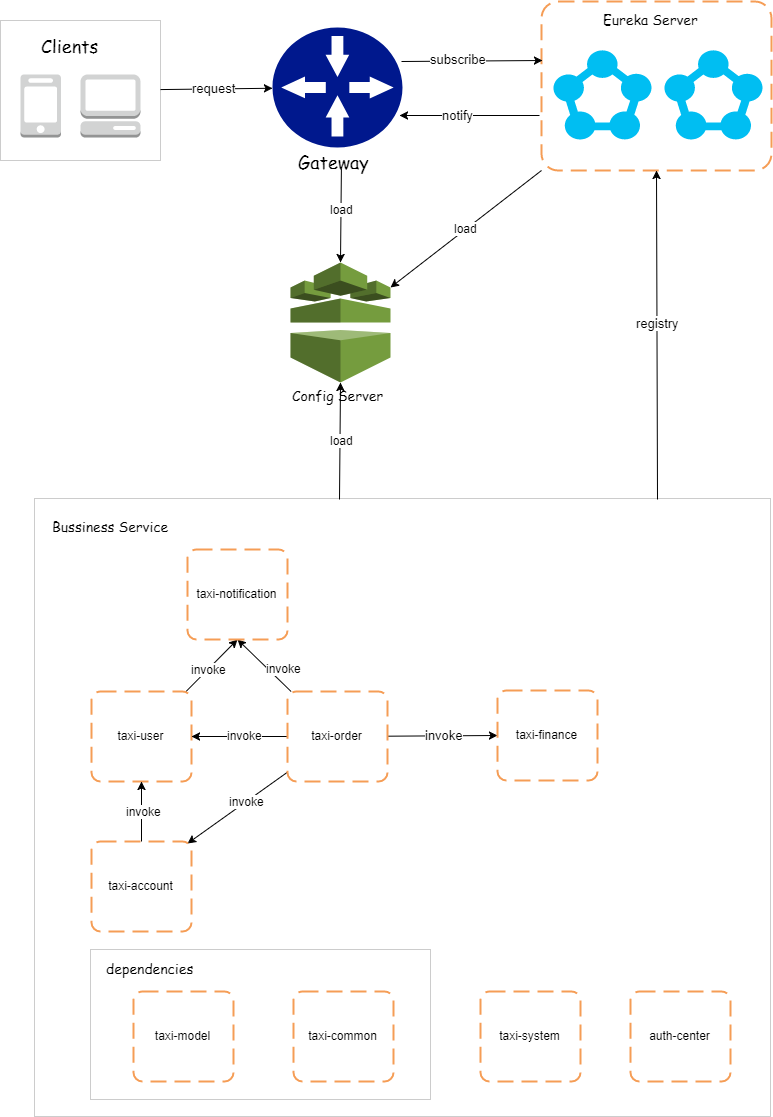 Eureka Server
Clients
subscribe
request
notify
Gateway
load
load
registry
Config Server
load
Bussiness Service
taxi-notification
invoke
invoke
taxi-user
invoke
taxi-order
invoke
taxi-finance
invoke
invoke
taxi-account
dependencies
taxi-model
taxi-common
taxi-system
auth-center